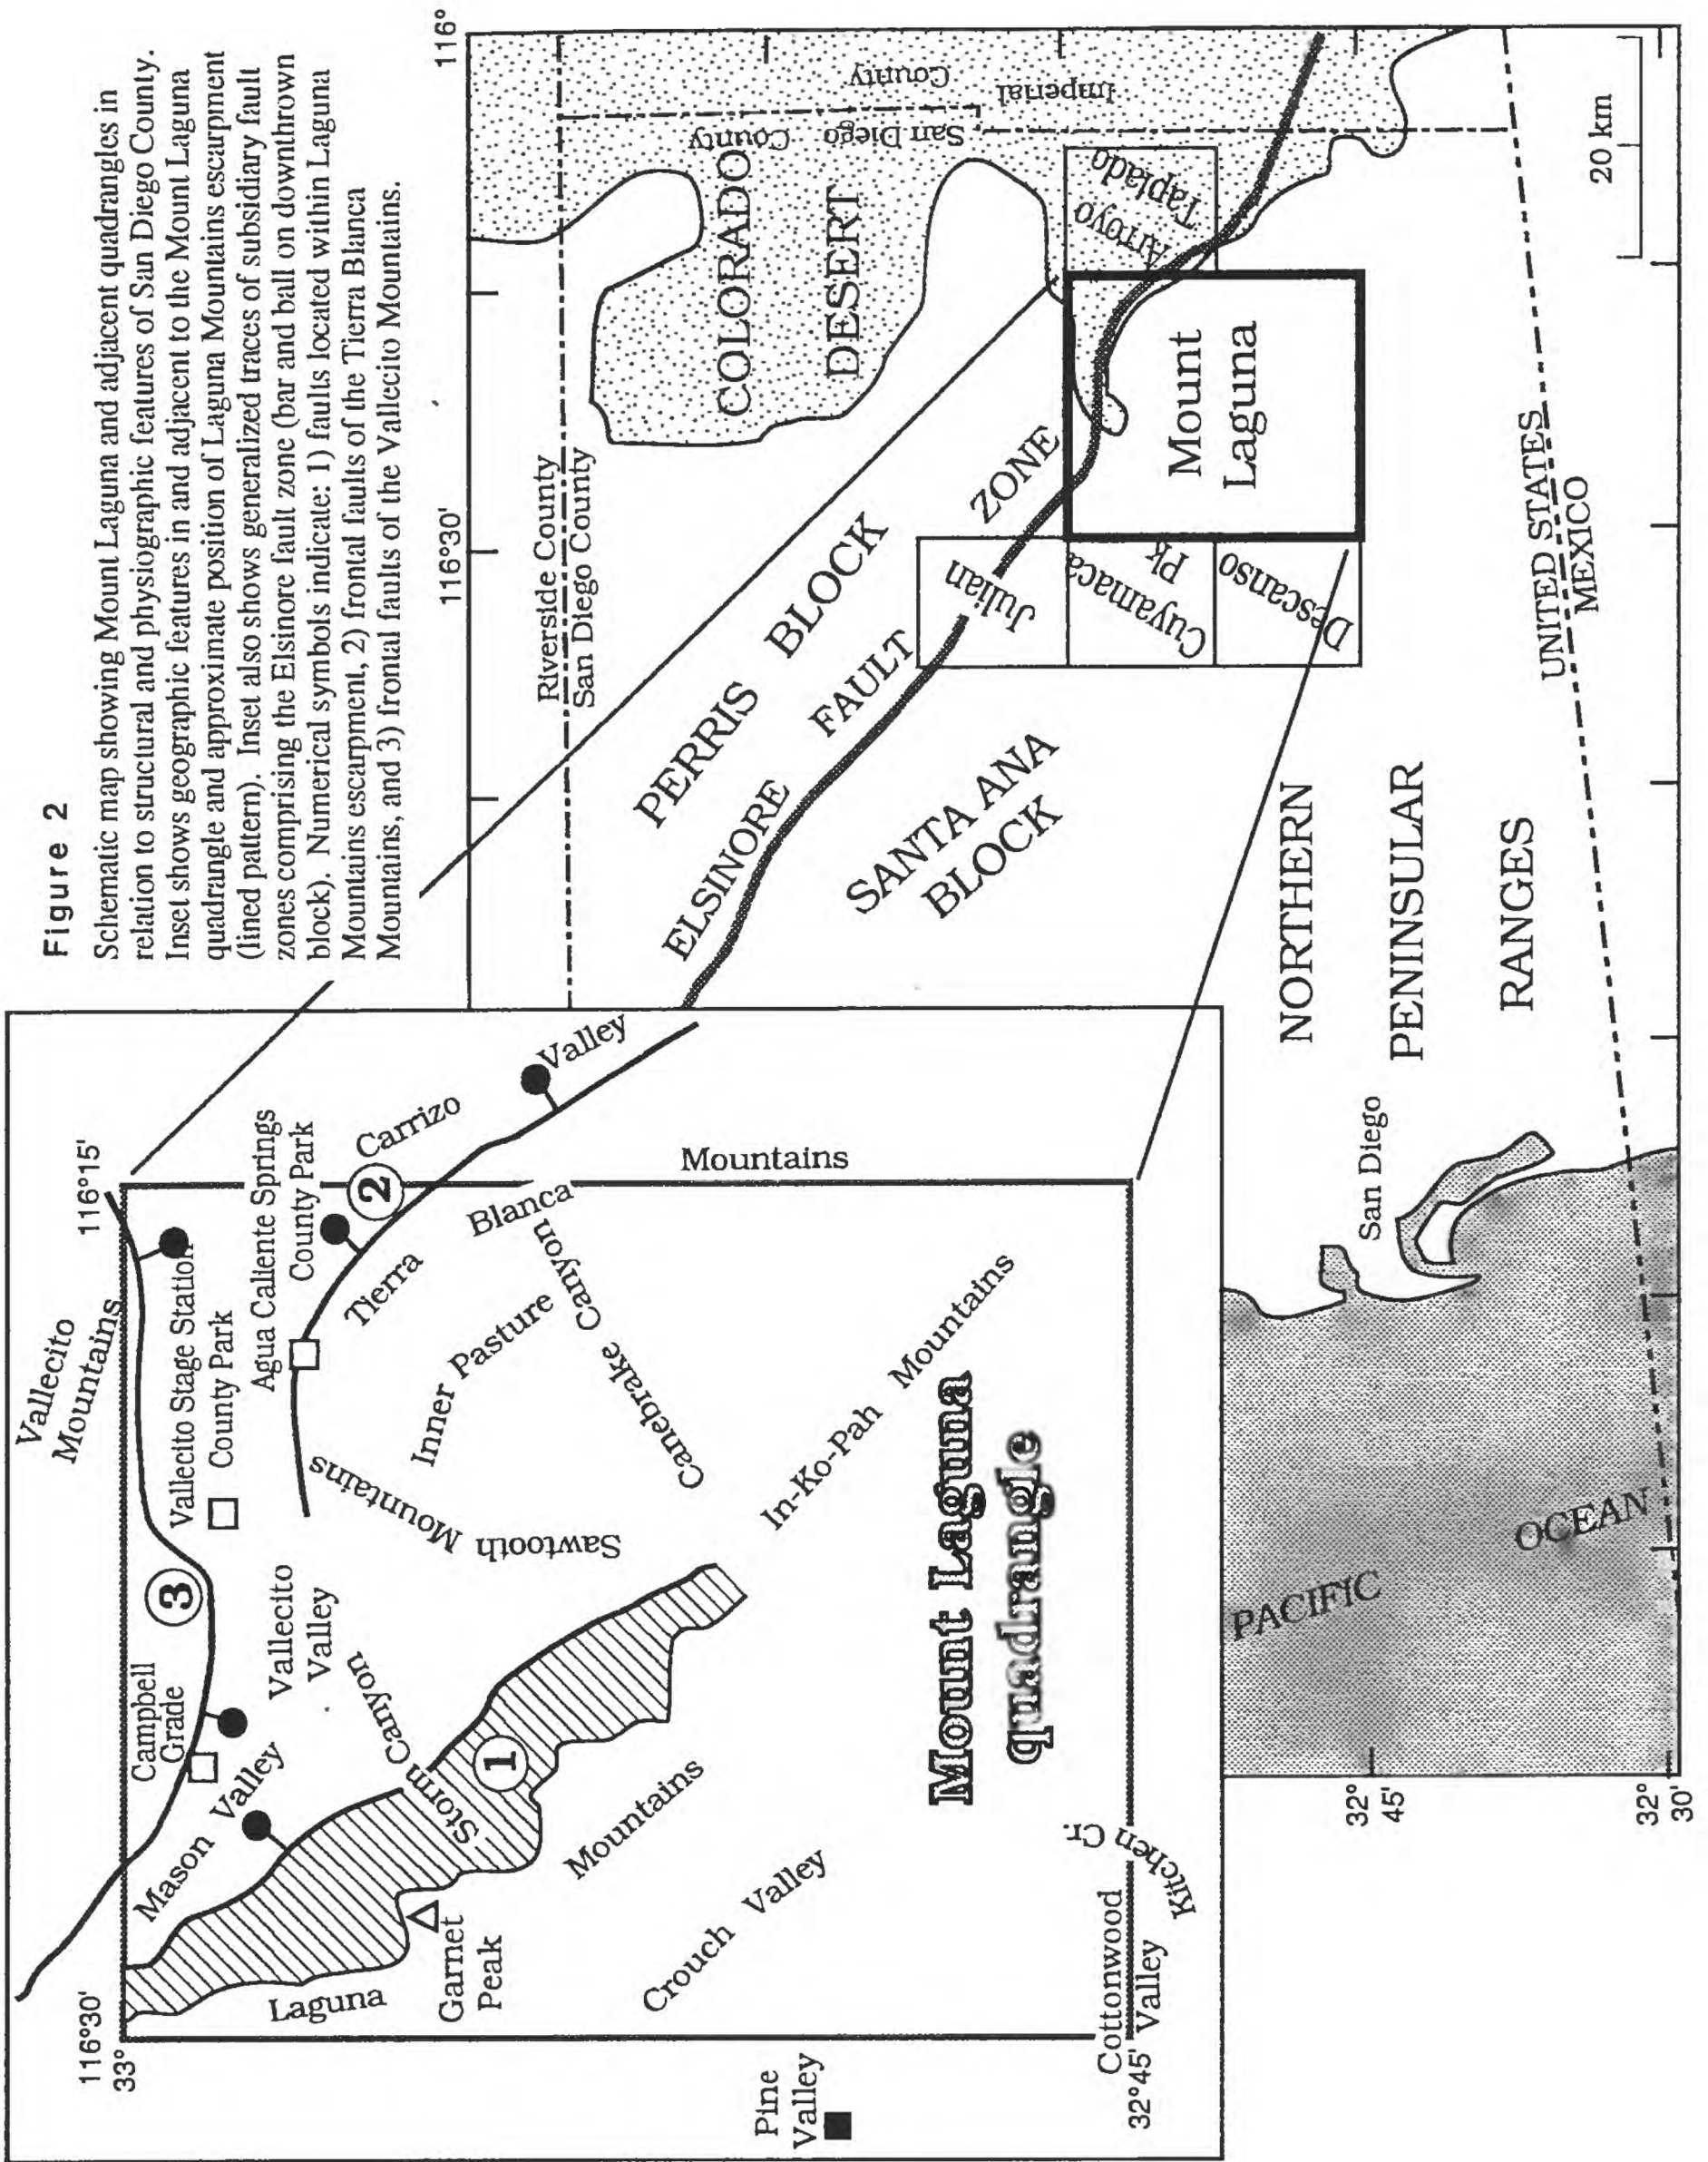 Figure 2
Schematic map showing Mount Laguna and adjacent quadrangles in
relation to structural and physiographic features of San Diego County.
Inset shows geographic features in and adjacent to the Mount Laguna
quadrangle and approximate position of Laguna Mountains escarpment
(lined pattern). Inset also shows generalized traces of subsidiary fault
zones comprising the Elsinore fault zone (bar and ball on downthrown
block). Numerical symbols indicate: 1) faults located within Laguna
Mountains escarpment, 2) frontal faults of the Tierra Blanca
Mountains, and 3) frontal faults of the Vallecito Mountains.
116°30'
33°
116°15'
Vallecito
Mountains
Campbell
Grade
3
Vallecito Stage Station
County Park
Agua Caliente Springs
County Park
2
Carrizo
Valley
Mason Valley
Vallecito
Valley
Storm Canyon
1
Sawtooth Mountains
Inner Pasture
Canebrake Canyon
Tierra
Blanca
Mountains
Laguna
Mountains
Garnet
Peak
Crouch Valley
In-Ko-Pah Mountains
Mount Laguna
quadrangle
Pine
Valley
Cottonwood
Valley
Kitchen Cr.
32°45'
116°30'
116°
Riverside County
San Diego County
COLORADO
DESERT
San Diego County
Imperial
County
PERRIS BLOCK
ELSINORE FAULT ZONE
SANTA ANA
BLOCK
Julian
Cuyamaca
Pk
Descanso
Mount
Laguna
Arroyo
Tapiado
NORTHERN
PENINSULAR
RANGES
San Diego
PACIFIC
OCEAN
UNITED STATES
MEXICO
20 km
32°
45'
32°
30'